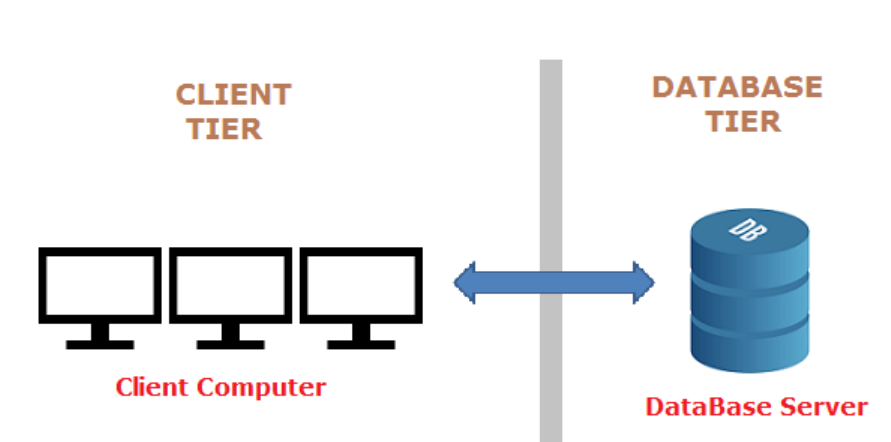 CLIENT
TIER
DATABASE
TIER
DB
Client Computer
DataBase Server